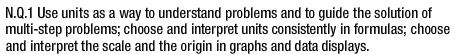 N.Q.1 Use units as a way to understand problems and to guide the solution of
multi-step problems; choose and interpret units consistently in formulas; choose
and interpret the scale and the origin in graphs and data displays.